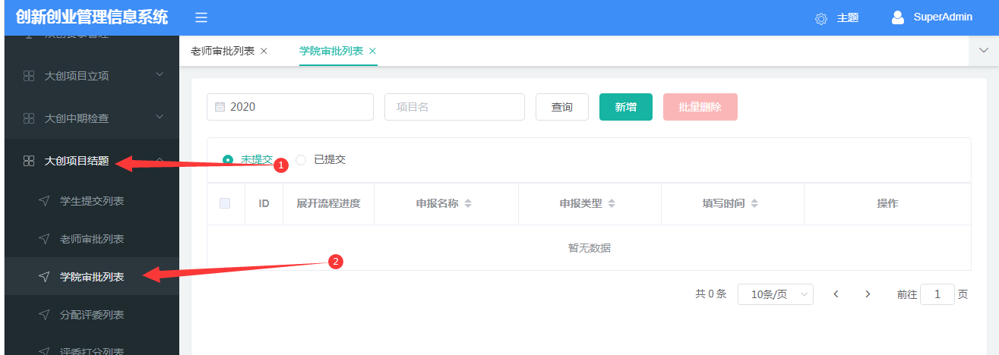 创新创业管理信息系统
主题
SuperAdmin
大创项目立项
大创中期检查
大创项目结题
学生提交列表
老师审批列表
学院审批列表
分配评委列表
评委打分列表
老师审批列表
学院审批列表
2020
项目名
查询
新增
批量删除
未提交
1
已提交
ID
展开流程进度
申报名称
申报类型
填写时间
操作
暂无数据
2
共 0 条
10条/页
前往 1 页